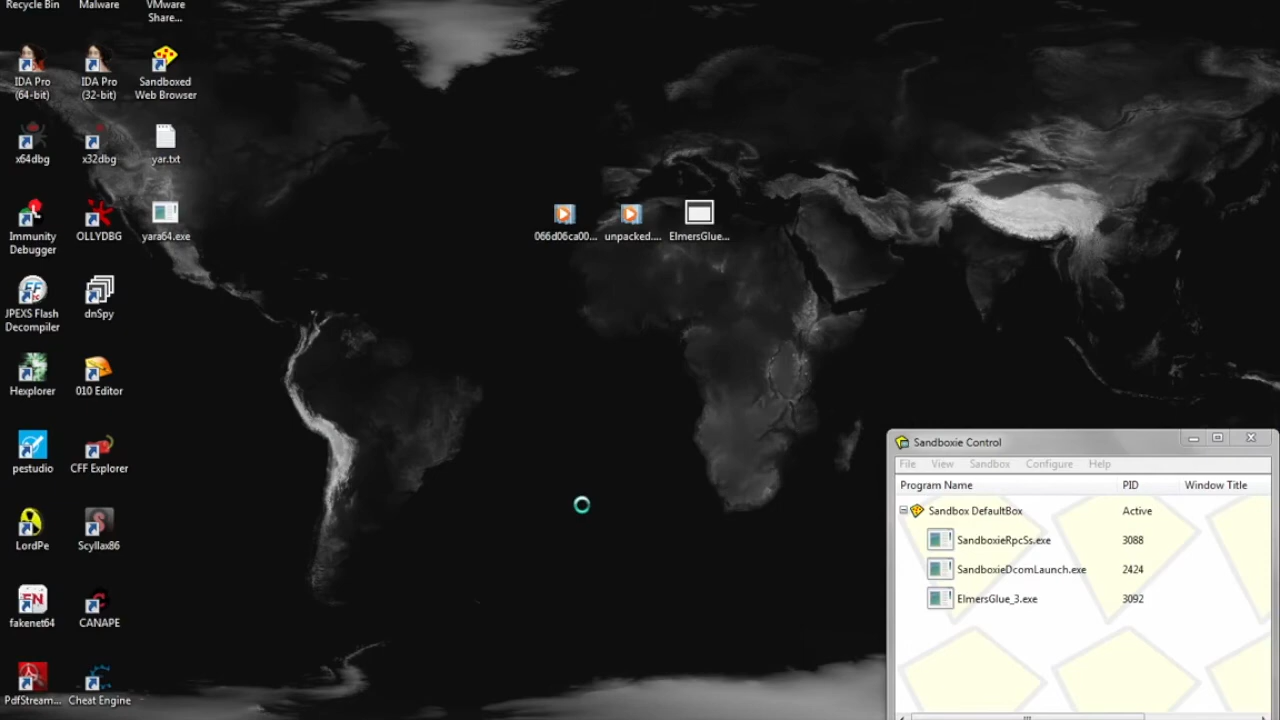 Recycle Bin
Malware
VMware
Share...
IDA Pro
(64-bit)
IDA Pro
(32-bit)
Sandboxed
Web Browser
x64dbg
x32dbg
yar.txt
Immunity
Debugger
OLLYDBG
yara64.exe
066d06ca00...
unpacked....
ElmersGlue...
JPEXS Flash
Decompiler
dnSpy
Hexplorer
010 Editor
pestudio
CFF Explorer
LordPe
Scyllax86
fakenet64
CANAPE
PdfStream...
Cheat Engine
Sandboxie Control
File View Sandbox Configure Help
Program Name PID Window Title
Sandbox DefaultBox Active
SandboxieRpcSs.exe 3088
SandboxieDcomLaunch.exe 2424
ElmersGlue_3.exe 3092